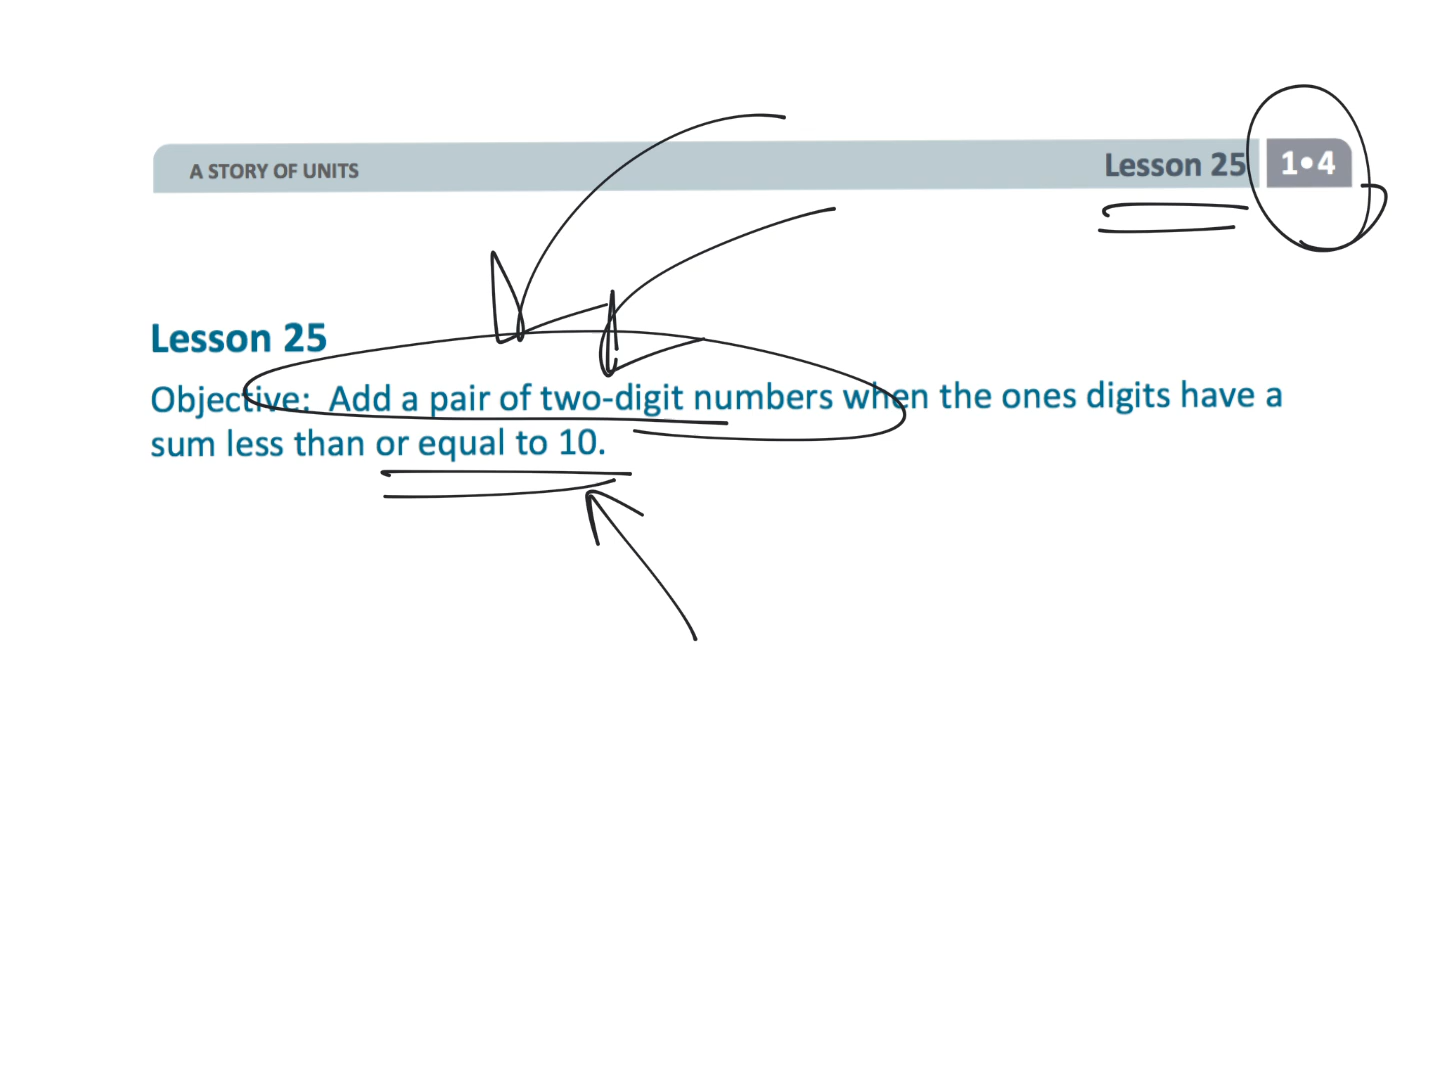 A STORY OF UNITS
Lesson 25 1•4
Lesson 25
Objective: Add a pair of two-digit numbers when the ones digits have a
sum less than or equal to 10.